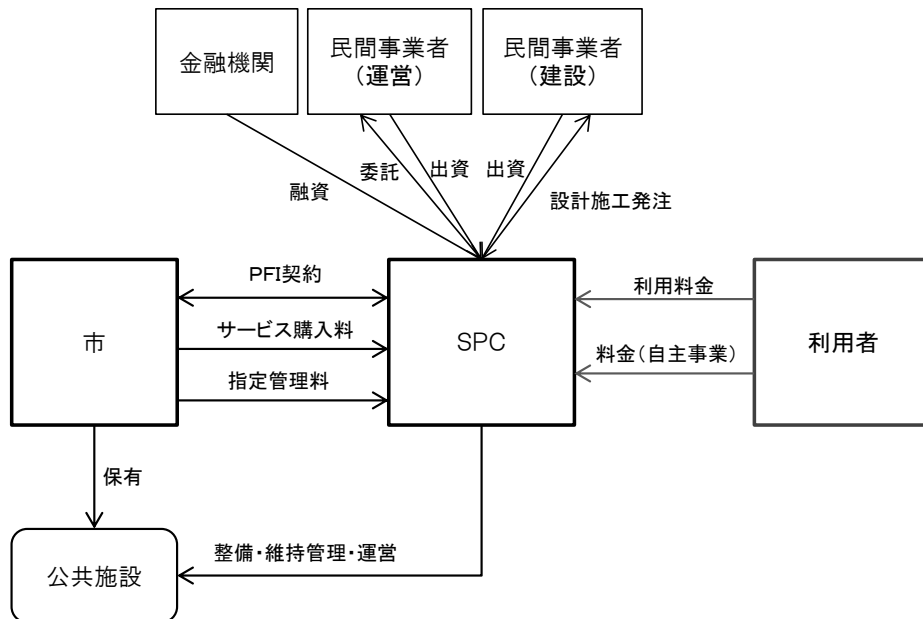 金融機関
民間事業者
(運営)
民間事業者
(建設)
融資
委託
出資
出資
設計施工発注
市
PFI契約
サービス購入料
指定管理料
SPC
利用料金
料金(自主事業)
利用者
保有
公共施設
整備・維持管理・運営